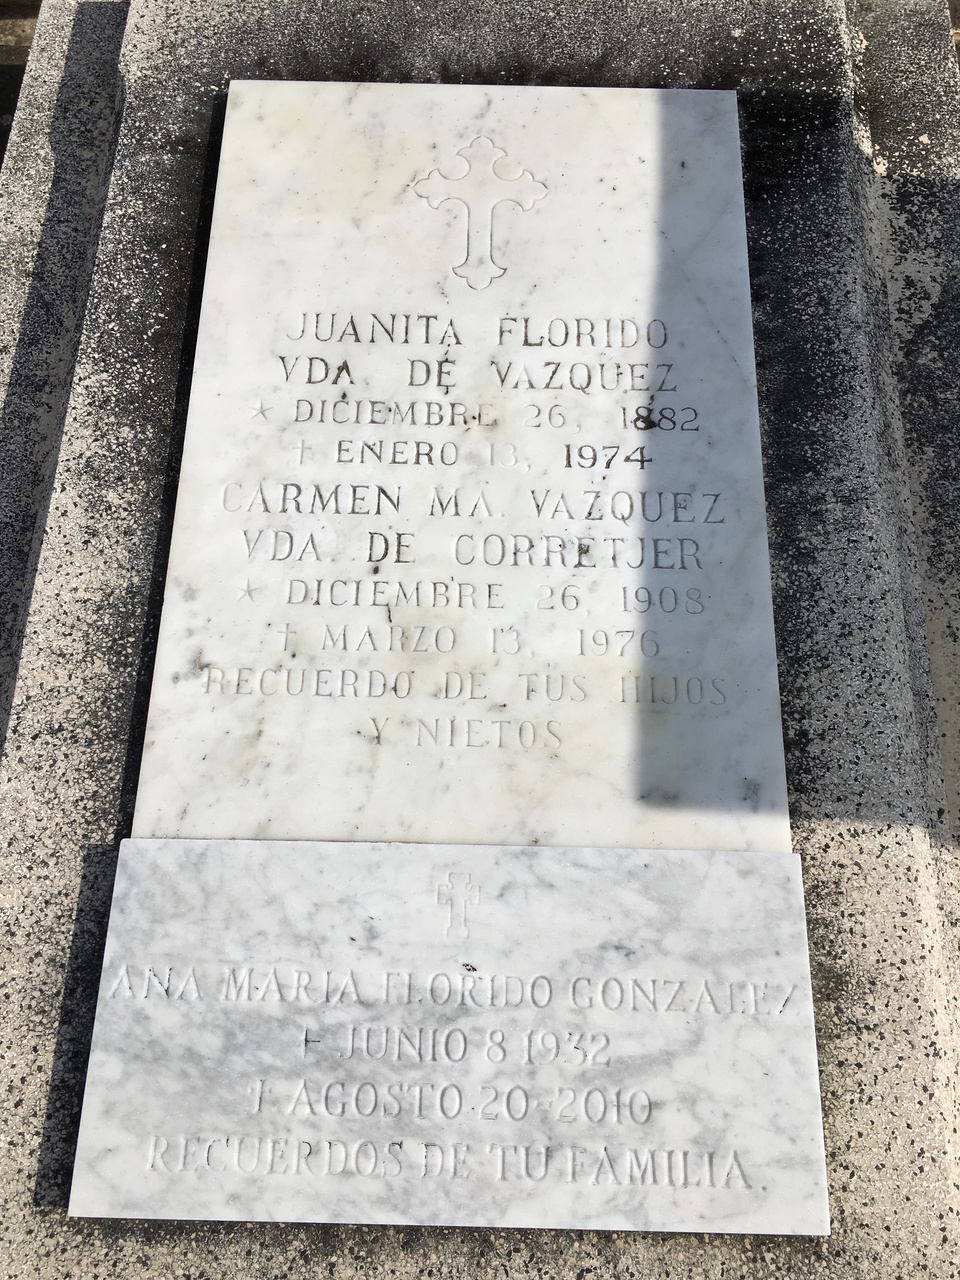 JUANITA FLORIDO
VDA. DE VAZQUEZ
* DICIEMBRE 26, 1882
† ENERO 13, 1974
CARMEN MA. VAZQUEZ
VDA. DE CORRETJER
* DICIEMBRE 26, 1908
† MARZO 13, 1976
RECUERDO DE TUS HIJOS
Y NIETOS
ANA MARIA FLORIDO GONZALEZ
† JUNIO 8 1932
† AGOSTO 20-2010
RECUERDOS DE TU FAMILIA.